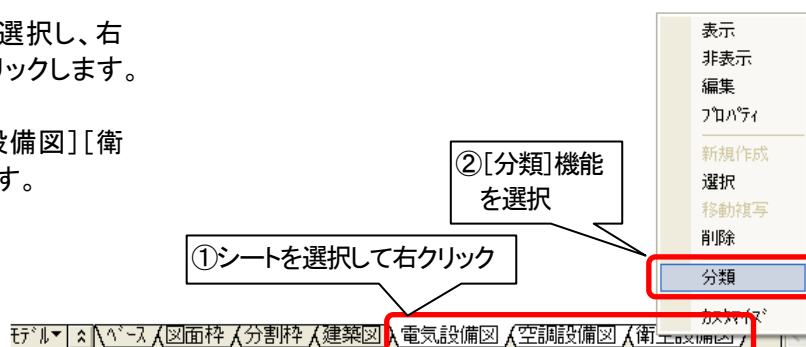 選択し、右
リックします。
設備図][衛
す。
表示
非表示
編集
プロパティ
新規作成
選択
移動複写
削除
分類
カスタマイズ
②[分類]機能
を選択
①シートを選択して右クリック
モデル ベース 図面枠 分割枠 建築図 電気設備図 空調設備図 衛生設備図